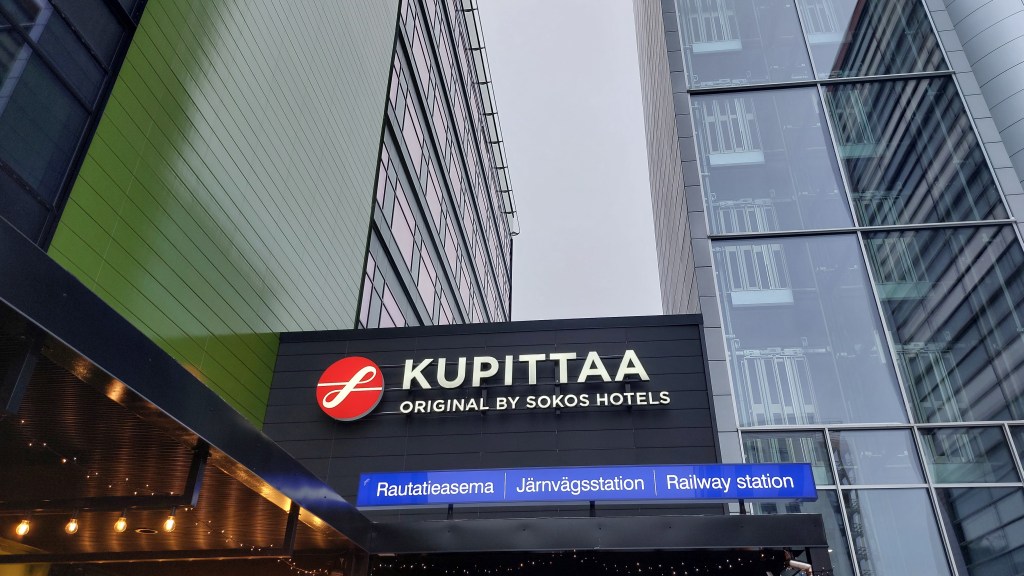 KUPITTAA
ORIGINAL BY SOKOS HOTELS
Rautatieasema | Järnvägsstation | Railway station